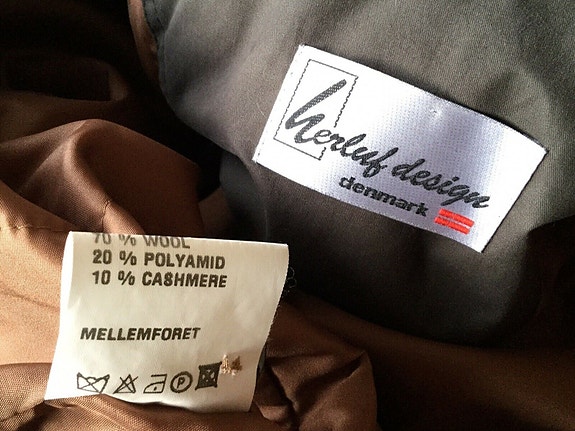 herluf design
denmark
70 % WOOL
20 % POLYAMID
10 % CASHMERE
MELLEMFORET
P